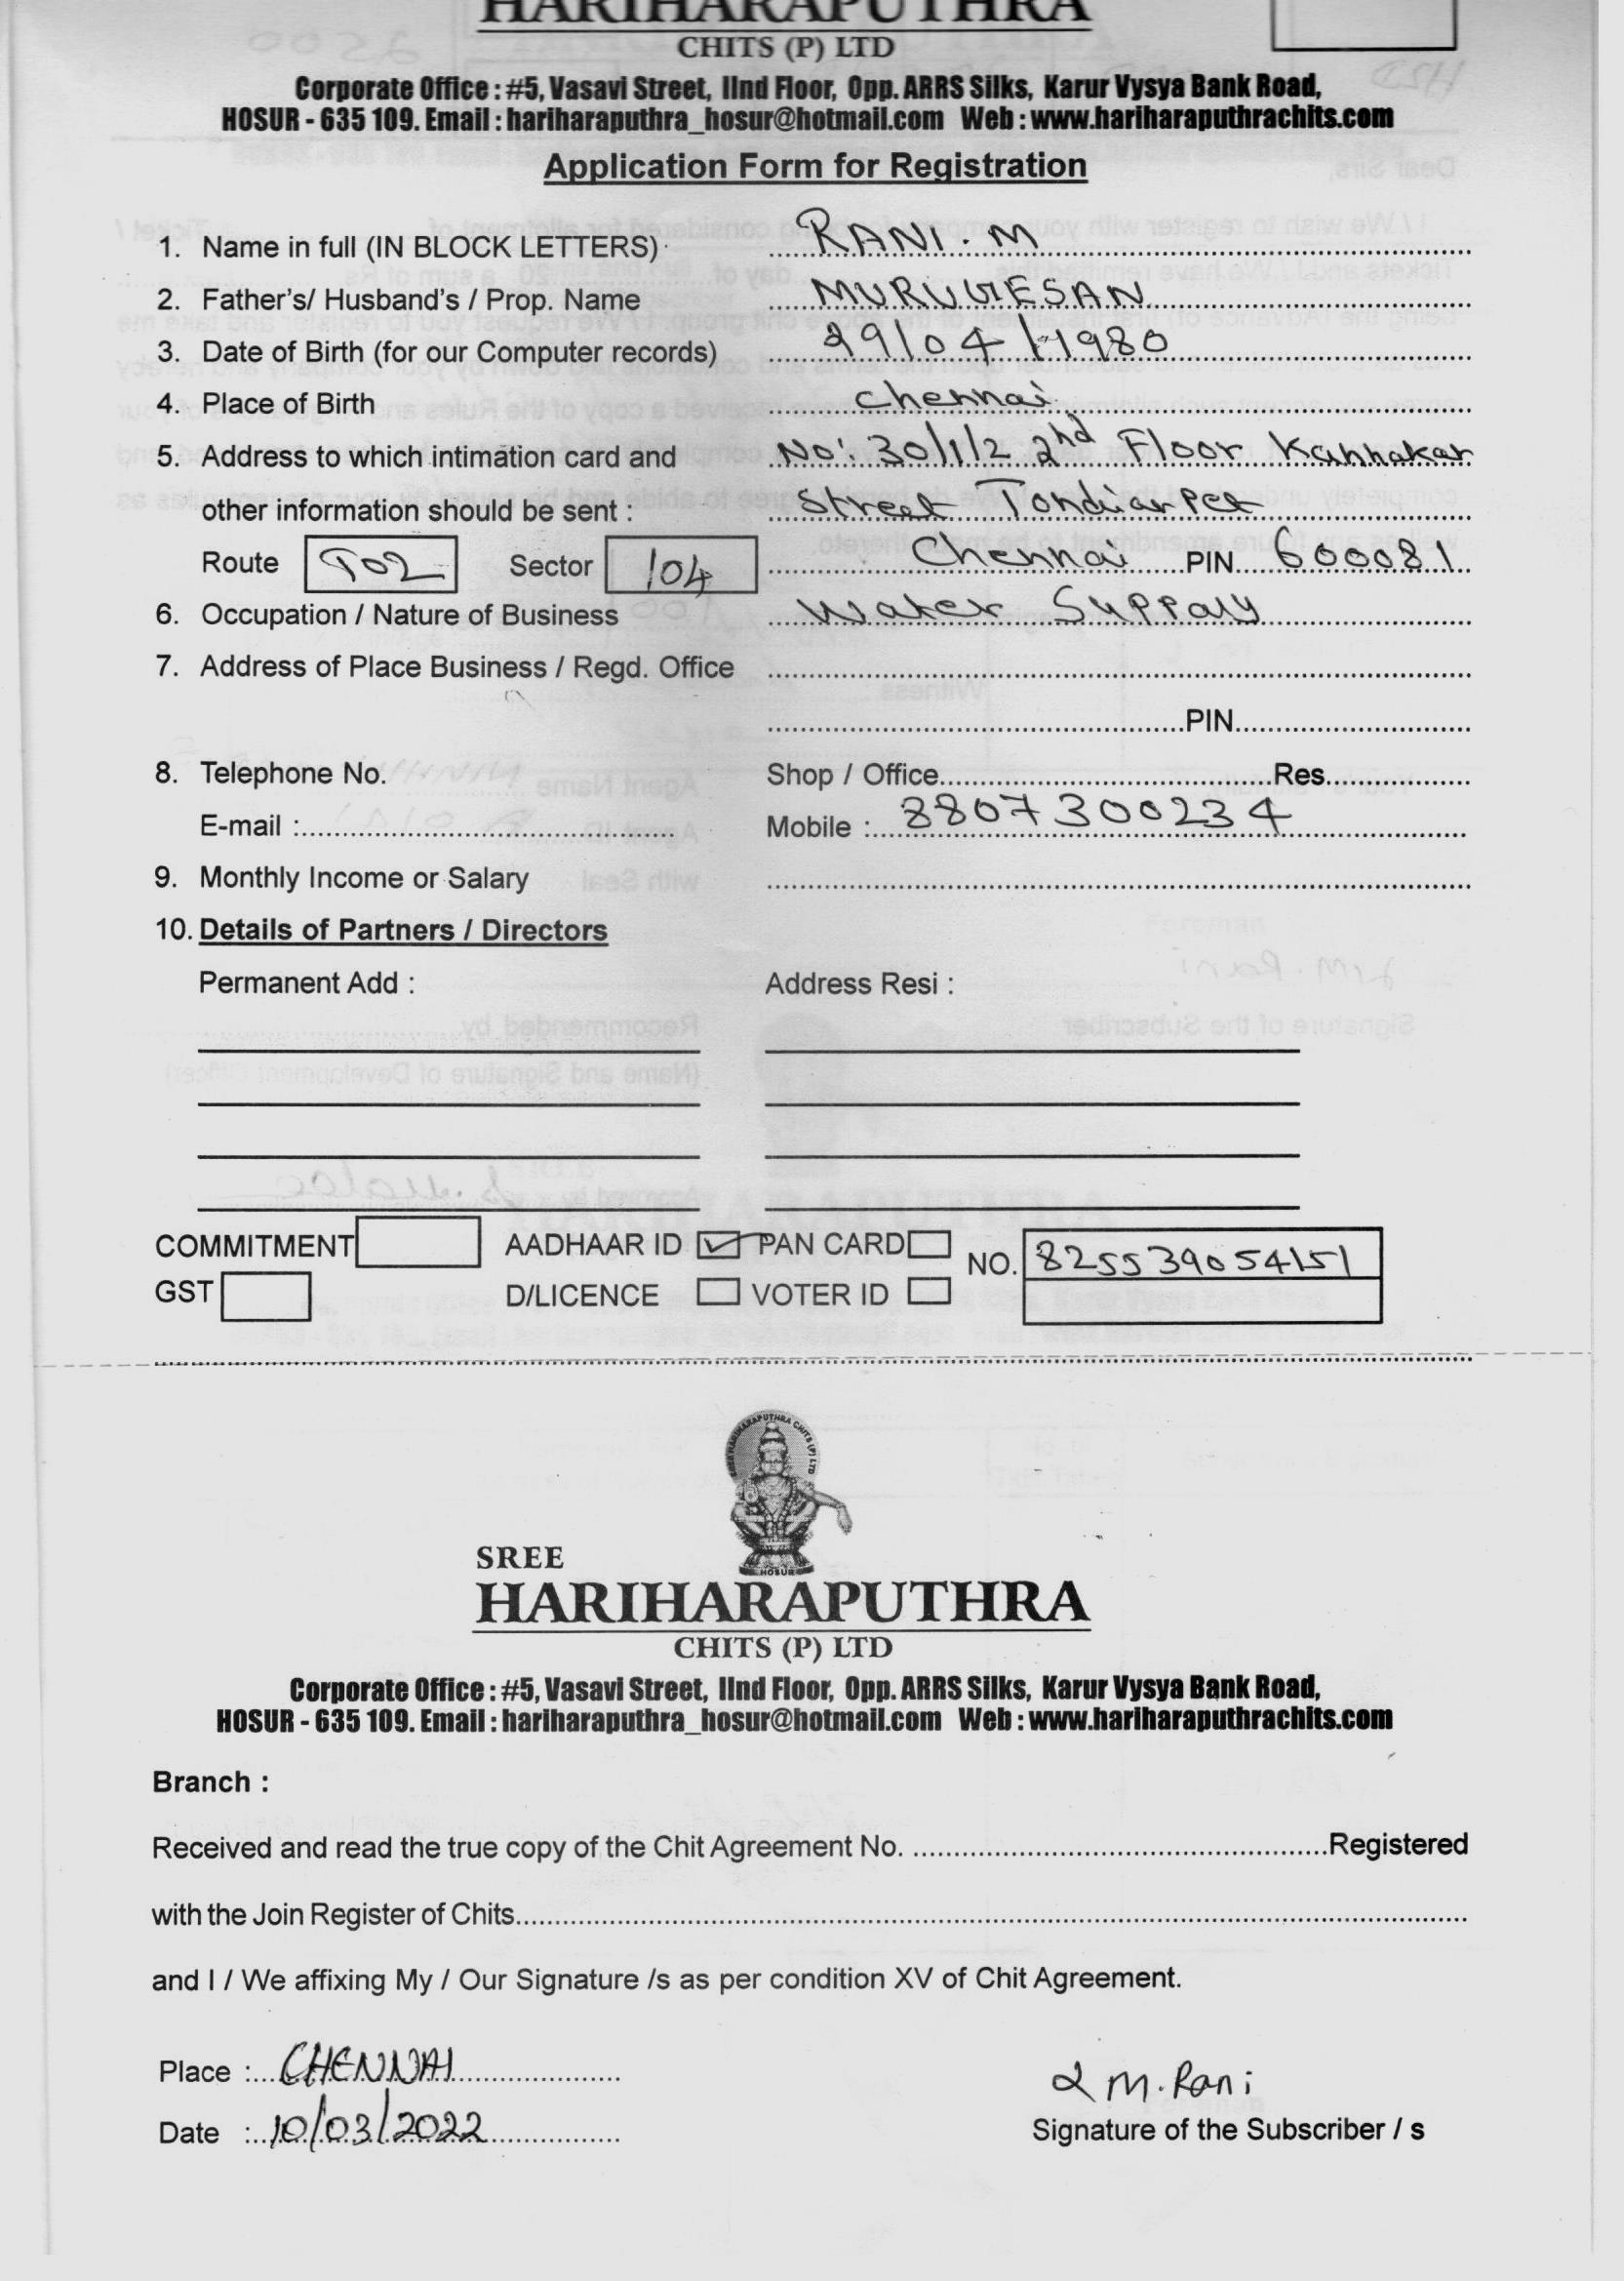 HARIHARAPUTHRA
CHITS (P) LTD
Corporate Office : #5, Vasavi Street, IInd Floor, Opp. ARRS Silks, Karur Vysya Bank Road,
HOSUR - 635 109. Email : hariharaputhra_hosur@hotmail.com Web : www.hariharaputhrachits.com
Application Form for Registration
1. Name in full (IN BLOCK LETTERS) RANI. M
2. Father's/ Husband's / Prop. Name MURUGESAN
3. Date of Birth (for our Computer records) 29/04/1980
4. Place of Birth Chennai
5. Address to which intimation card and No: 30/1/2 2nd Floor Kannakar
other information should be sent : Street Tondiarpet
Route T02 Sector 104 Chennai PIN 600081
6. Occupation / Nature of Business Water Suppaly
7. Address of Place Business / Regd. Office
PIN
8. Telephone No. Shop / Office Res.
E-mail : Mobile : 8807300234
9. Monthly Income or Salary
10. Details of Partners / Directors
Permanent Add : Address Resi :
COMMITMENT AADHAAR ID ✓ PAN CARD NO. 825539054151
GST D/LICENCE VOTER ID
SREE HARIHARAPUTHRA CHITS (P) LTD
HOSUR
SREE
HARIHARAPUTHRA
CHITS (P) LTD
Corporate Office : #5, Vasavi Street, IInd Floor, Opp. ARRS Silks, Karur Vysya Bank Road,
HOSUR - 635 109. Email : hariharaputhra_hosur@hotmail.com Web : www.hariharaputhrachits.com
Branch :
Received and read the true copy of the Chit Agreement No. Registered
with the Join Register of Chits
and I / We affixing My / Our Signature /s as per condition XV of Chit Agreement.
Place : CHENNAI M. Rani
Date : 10/03/2022 Signature of the Subscriber / s